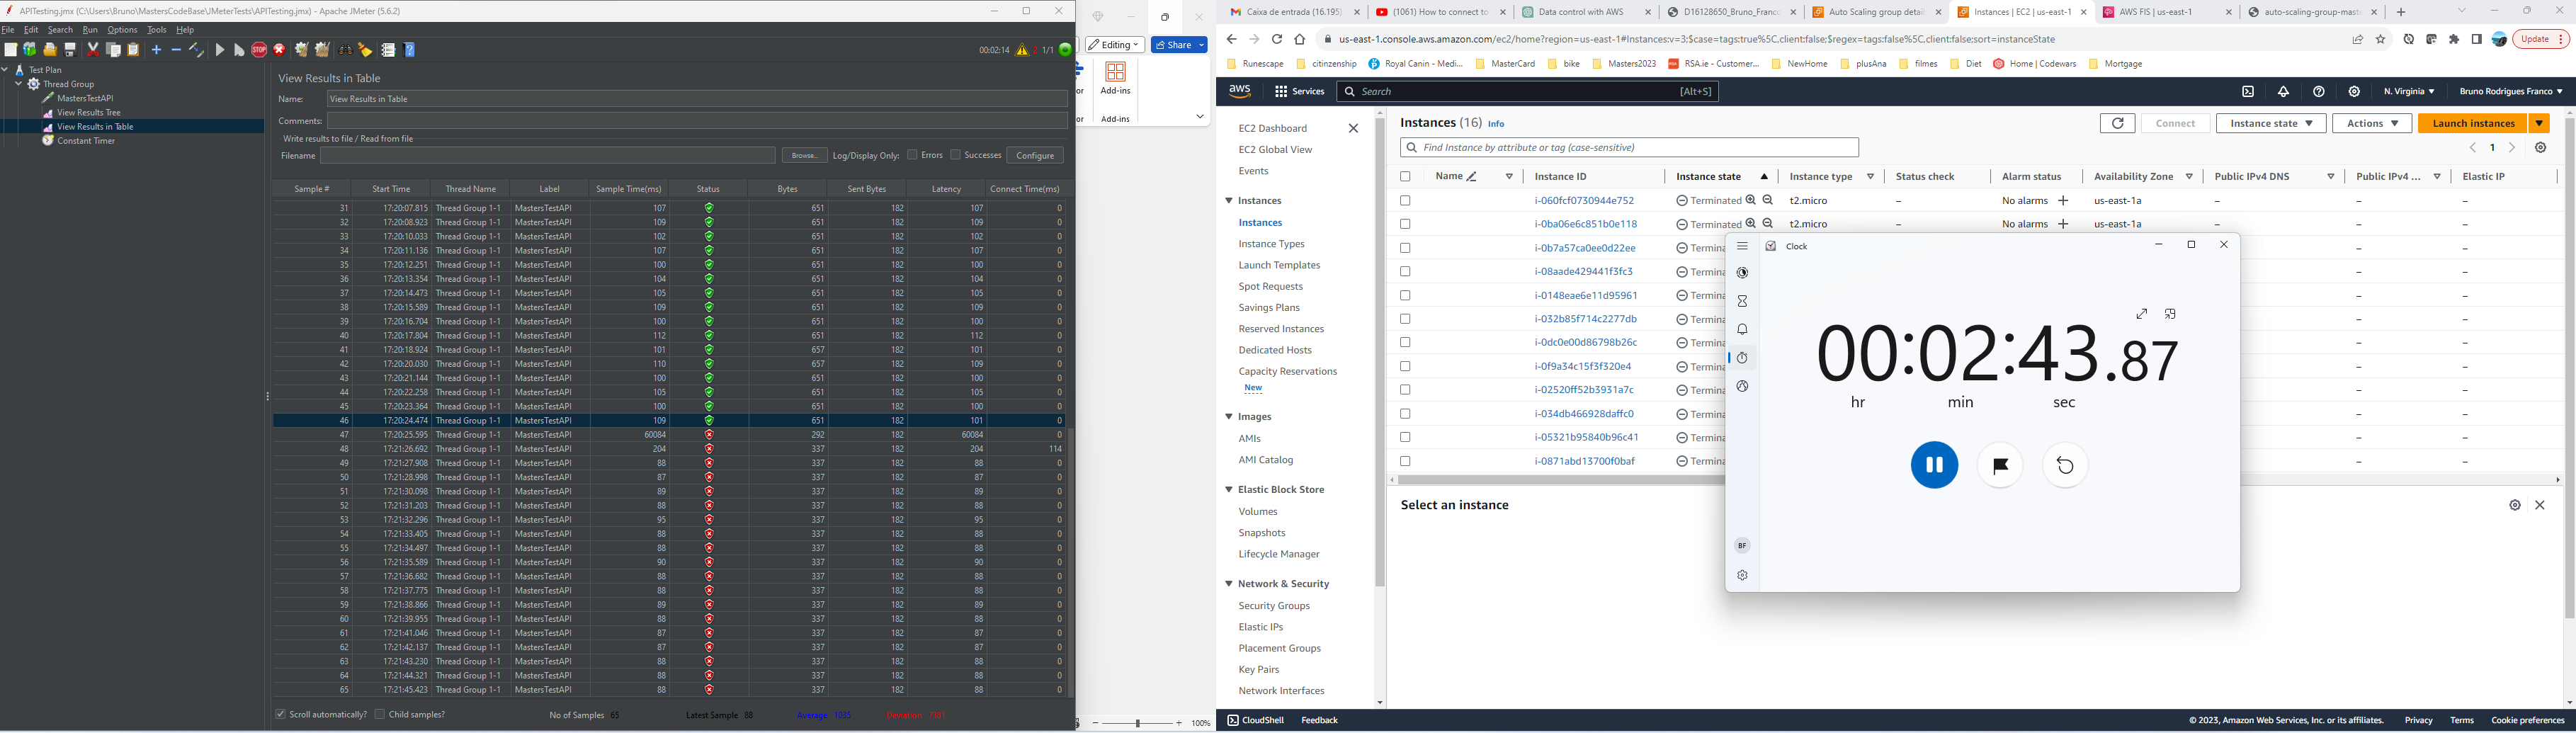 APITesting.jmx (C:\Users\Bruno\MastersCodeBase\JMeterTests\APITesting.jmx) - Apache JMeter (5.6.2)
File Edit Search Run Options Tools Help
00:02:14 1/1
Test Plan
Thread Group
MastersTestAPI
View Results Tree
View Results in Table
Constant Timer
View Results in Table
Name: View Results in Table
Comments:
Write results to file / Read from file
Filename Browse... Log/Display Only: Errors Successes Configure
Sample # Start Time Thread Name Label Sample Time(ms) Status Bytes Sent Bytes Latency Connect Time(ms)
31 17:20:07.815 Thread Group 1-1 MastersTestAPI 107 651 182 107 0
32 17:20:08.923 Thread Group 1-1 MastersTestAPI 109 651 182 109 0
33 17:20:10.033 Thread Group 1-1 MastersTestAPI 102 651 182 102 0
34 17:20:11.136 Thread Group 1-1 MastersTestAPI 107 651 182 107 0
35 17:20:12.251 Thread Group 1-1 MastersTestAPI 100 651 182 100 0
36 17:20:13.354 Thread Group 1-1 MastersTestAPI 104 651 182 104 0
37 17:20:14.473 Thread Group 1-1 MastersTestAPI 105 651 182 105 0
38 17:20:15.589 Thread Group 1-1 MastersTestAPI 109 651 182 109 0
39 17:20:16.704 Thread Group 1-1 MastersTestAPI 100 651 182 100 0
40 17:20:17.804 Thread Group 1-1 MastersTestAPI 112 651 182 112 0
41 17:20:18.924 Thread Group 1-1 MastersTestAPI 101 657 182 101 0
42 17:20:20.030 Thread Group 1-1 MastersTestAPI 110 657 182 109 0
43 17:20:21.144 Thread Group 1-1 MastersTestAPI 100 651 182 100 0
44 17:20:22.258 Thread Group 1-1 MastersTestAPI 105 651 182 105 0
45 17:20:23.364 Thread Group 1-1 MastersTestAPI 100 651 182 100 0
46 17:20:24.474 Thread Group 1-1 MastersTestAPI 109 651 182 101 0
47 17:20:25.595 Thread Group 1-1 MastersTestAPI 60084 292 182 60084 0
48 17:21:26.692 Thread Group 1-1 MastersTestAPI 204 337 182 204 114
49 17:21:27.908 Thread Group 1-1 MastersTestAPI 88 337 182 88 0
50 17:21:28.998 Thread Group 1-1 MastersTestAPI 87 337 182 87 0
51 17:21:30.098 Thread Group 1-1 MastersTestAPI 89 337 182 89 0
52 17:21:31.203 Thread Group 1-1 MastersTestAPI 88 337 182 88 0
53 17:21:32.296 Thread Group 1-1 MastersTestAPI 95 337 182 95 0
54 17:21:33.405 Thread Group 1-1 MastersTestAPI 88 337 182 88 0
55 17:21:34.497 Thread Group 1-1 MastersTestAPI 88 337 182 88 0
56 17:21:35.589 Thread Group 1-1 MastersTestAPI 90 337 182 90 0
57 17:21:36.682 Thread Group 1-1 MastersTestAPI 88 337 182 88 0
58 17:21:37.775 Thread Group 1-1 MastersTestAPI 88 337 182 88 0
59 17:21:38.866 Thread Group 1-1 MastersTestAPI 89 337 182 89 0
60 17:21:39.955 Thread Group 1-1 MastersTestAPI 88 337 182 88 0
61 17:21:41.046 Thread Group 1-1 MastersTestAPI 87 337 182 87 0
62 17:21:42.137 Thread Group 1-1 MastersTestAPI 87 337 182 87 0
63 17:21:43.230 Thread Group 1-1 MastersTestAPI 88 337 182 88 0
64 17:21:44.321 Thread Group 1-1 MastersTestAPI 88 337 182 88 0
65 17:21:45.423 Thread Group 1-1 MastersTestAPI 88 337 182 88 0
Scroll automatically? Child samples? No of Samples 65 Latest Sample 88 Average 1035 Deviation 7381
Editing Share
or Add-ins
or Add-ins
100%
Caixa de entrada (16.195) (1061) How to connect to Data control with AWS D16128650_Bruno_Franco Auto Scaling group detail Instances | EC2 | us-east-1 AWS FIS | us-east-1 auto-scaling-group-maste
us-east-1.console.aws.amazon.com/ec2/home?region=us-east-1#Instances:v=3;$case=tags:true%5C,client:false;$regex=tags:false%5C,client:false;sort=instanceState Update
Runescape citizenship Royal Canin - Medi... MasterCard bike Masters2023 RSA.ie - Customer... NewHome plusAna filmes Diet Home | Codewars Mortgage
aws Services Search [Alt+S] N. Virginia Bruno Rodrigues Franco
EC2 Dashboard
EC2 Global View
Events
Instances
Instances
Instance Types
Launch Templates
Spot Requests
Savings Plans
Reserved Instances
Dedicated Hosts
Capacity Reservations
New
Images
AMIs
AMI Catalog
Elastic Block Store
Volumes
Snapshots
Lifecycle Manager
Network & Security
Security Groups
Elastic IPs
Placement Groups
Key Pairs
Network Interfaces
Instances (16) Info Connect Instance state Actions Launch instances
Find Instance by attribute or tag (case-sensitive) 1
Name Instance ID Instance state Instance type Status check Alarm status Availability Zone Public IPv4 DNS Public IPv4 ... Elastic IP
i-060fcf0730944e752 Terminated t2.micro – No alarms + us-east-1a – – –
i-0ba06e6c851b0e118 Terminated t2.micro – No alarms + us-east-1a – – –
i-0b7a57ca0ee0d22ee Termina – – –
i-08aade429441f3fc3 Termina – – –
i-0148eae6e11d95961 Termina – – –
i-032b85f714c2277db Termina – – –
i-0dc0e00d86798b26c Termina – – –
i-0f9a34c15f3f320e4 Termina – – –
i-02520ff52b3931a7c Termina – – –
i-034db466928daffc0 Termina – – –
i-05321b95840b96c41 Termina – – –
i-0871abd13700f0baf Termina – – –
Select an instance
Clock
00:02:43.87
hr min sec
BF
CloudShell Feedback © 2023, Amazon Web Services, Inc. or its affiliates. Privacy Terms Cookie preferences